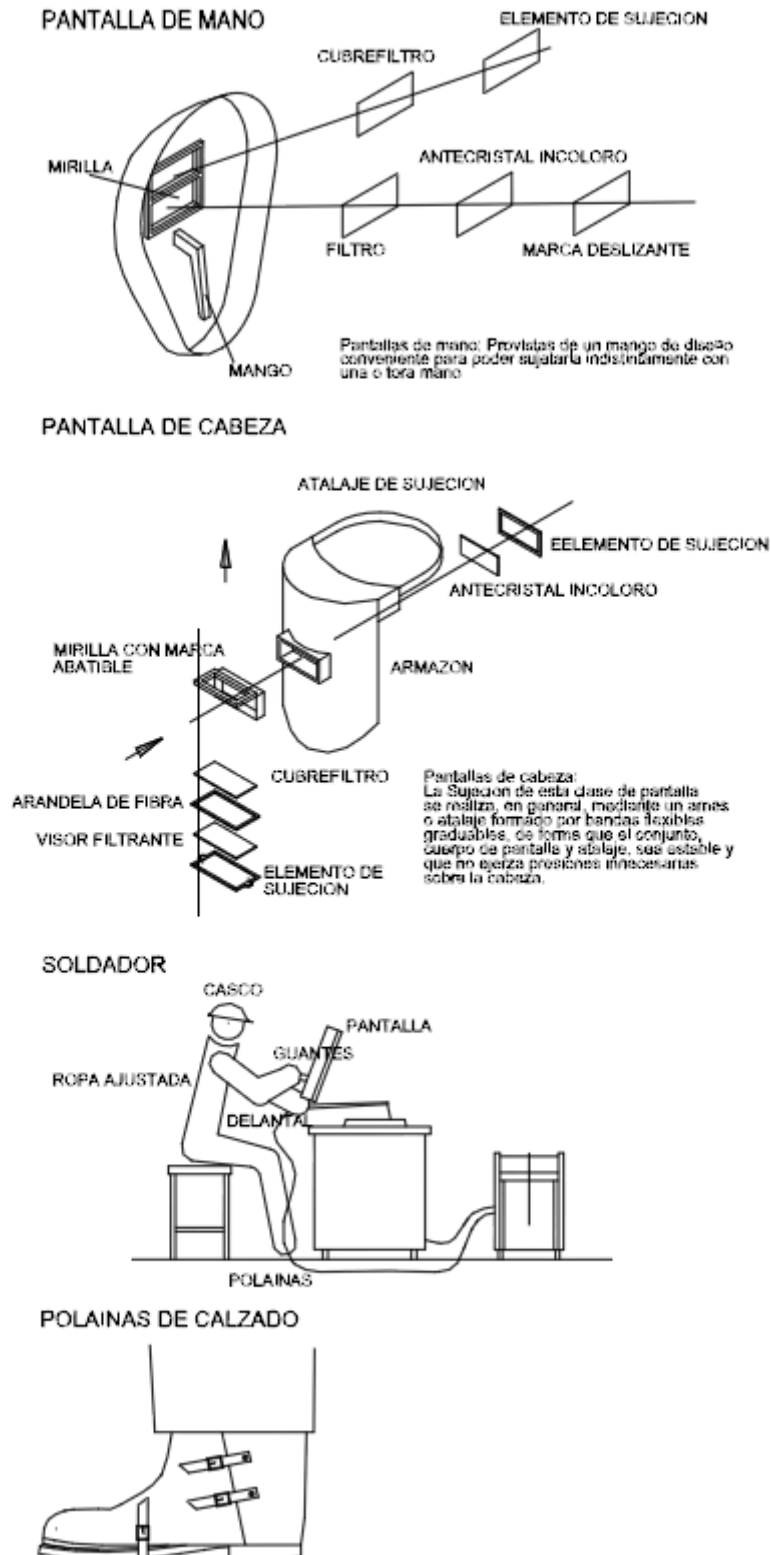 PANTALLA DE MANO
ELEMENTO DE SUJECION
CUBREFILTRO
MIRILLA
ANTECRISTAL INCOLORO
FILTRO
MARCA DESLIZANTE
MANGO
Pantallas de mano: Provistas de un mango de diseño
conveniente para poder sujetarla indistintamente con
una o tora mano
PANTALLA DE CABEZA
ATALAJE DE SUJECION
EELEMENTO DE SUJECION
ANTECRISTAL INCOLORO
MIRILLA CON MARCA
ABATIBLE
ARMAZON
CUBREFILTRO
ARANDELA DE FIBRA
VISOR FILTRANTE
ELEMENTO DE
SUJECION
Pantallas de cabeza:
La Sujecion de esta clase de pantalla
se realiza, en general, mediante un arnes
o atalaje formado por bandas flexibles
graduables, de forma que el conjunto,
cuerpo de pantalla y atalaje, sea estable y
que no ejerza presiones innecesarias
sobre la cabeza.
SOLDADOR
CASCO
PANTALLA
GUANTES
ROPA AJUSTADA
DELANTAL
POLAINAS
POLAINAS DE CALZADO